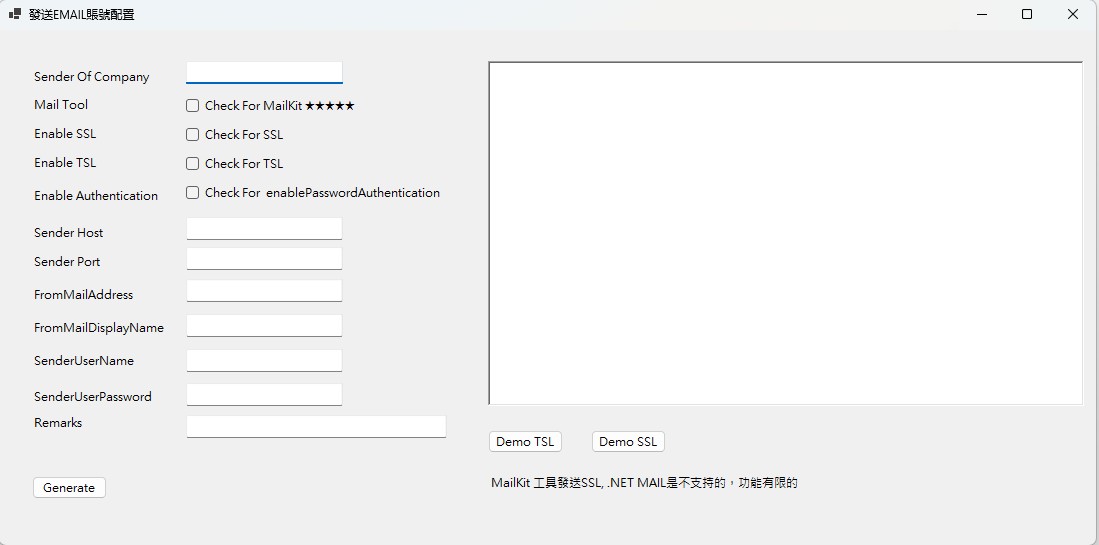 發送EMAIL賬號配置
Sender Of Company
Mail Tool
Check For MailKit ★★★★★
Enable SSL
Check For SSL
Enable TSL
Check For TSL
Enable Authentication
Check For  enablePasswordAuthentication
Sender Host
Sender Port
FromMailAddress
FromMailDisplayName
SenderUserName
SenderUserPassword
Remarks
Generate
Demo TSL
Demo SSL
MailKit 工具發送SSL, .NET MAIL是不支持的，功能有限的